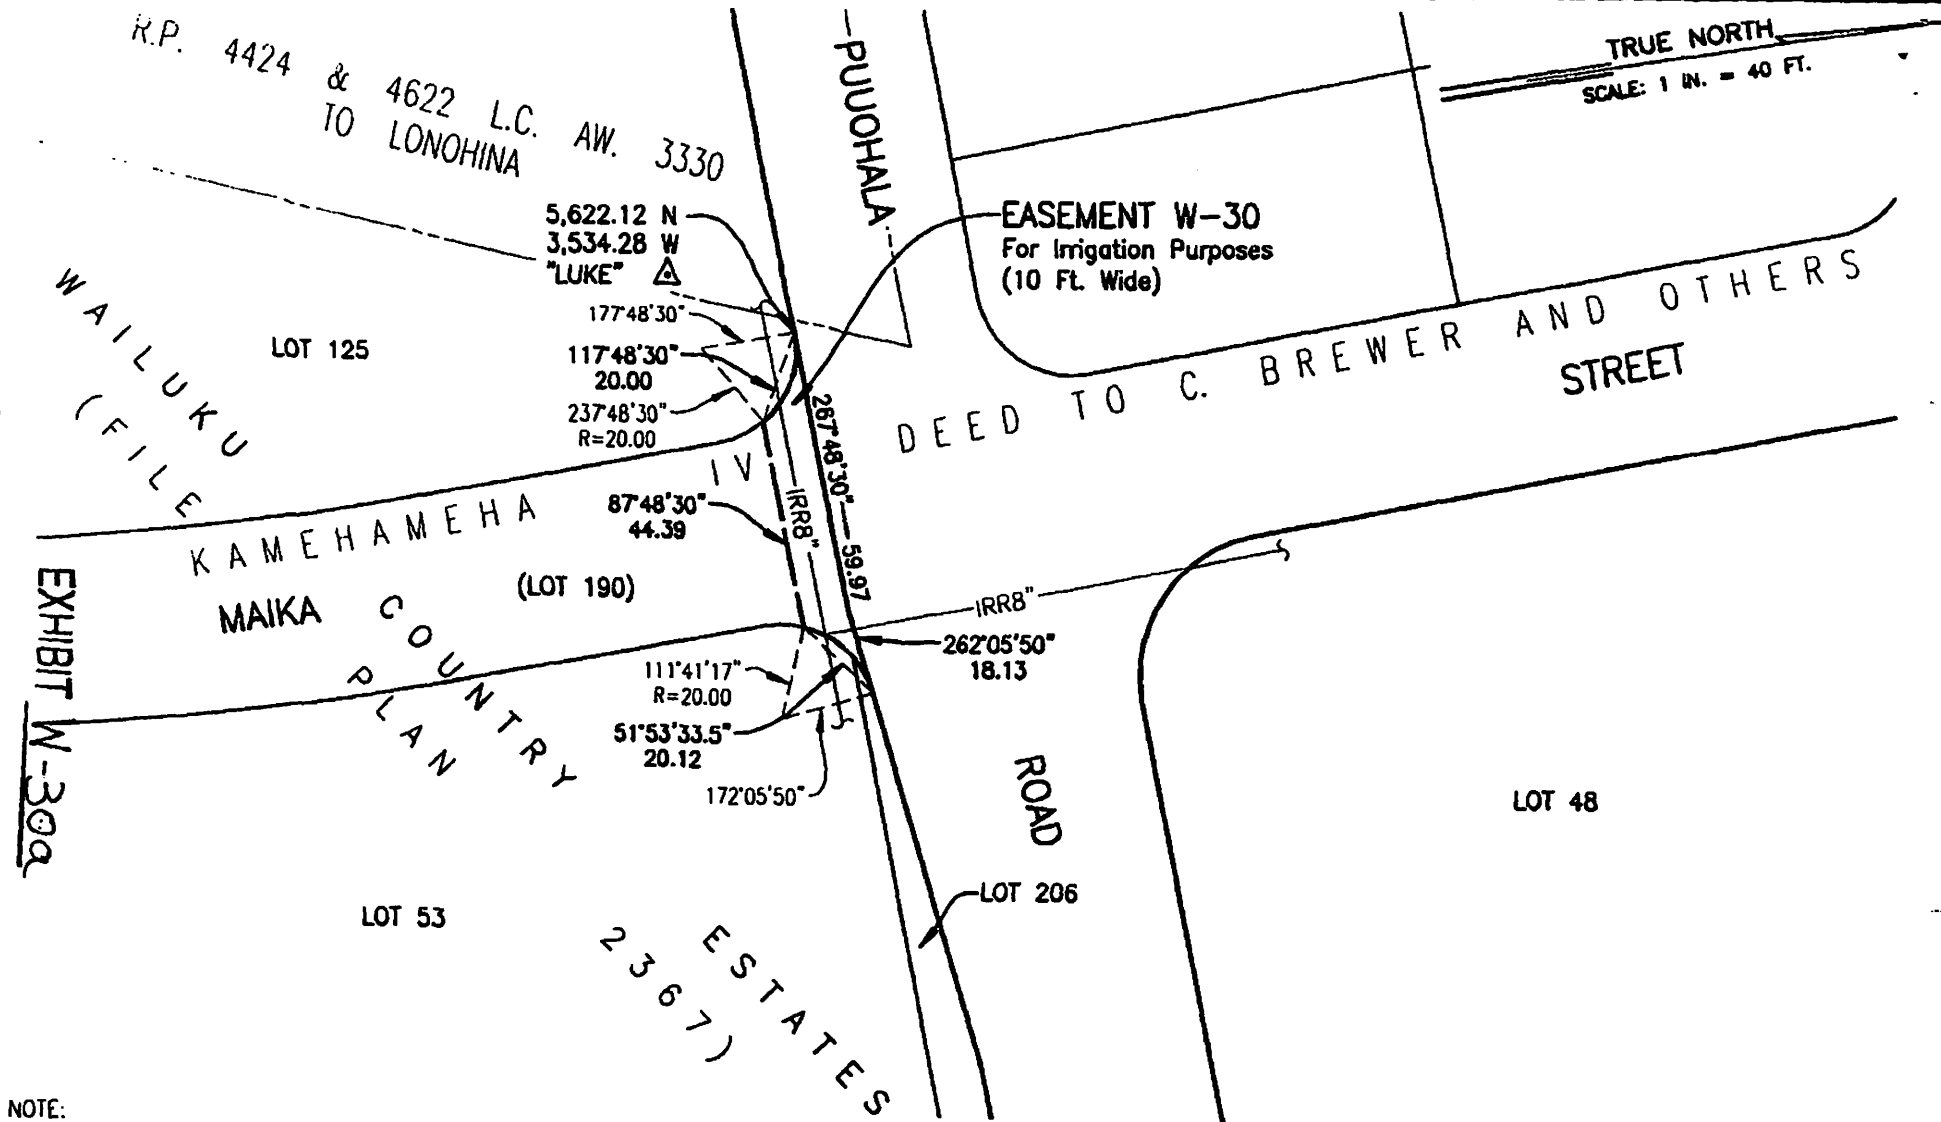 R.P. 4424 & 4622 L.C. AW. 3330
TO LONOHINA
PUUOHALA
TRUE NORTH
SCALE: 1 IN. = 40 FT.
5,622.12 N
3,534.28 W
"LUKE"
EASEMENT W-30
For Irrigation Purposes
(10 Ft. Wide)
177°48'30"
117°48'30"
20.00
237°48'30"
R=20.00
LOT 125
WAILUKU
(FILE
267°48'30" 59.97
DEED TO C. BREWER AND OTHERS
STREET
KAMEHAMEHA IV
87°48'30"
44.39
IRR8"
MAIKA
(LOT 190)
COUNTRY
PLAN
IRR8"
262°05'50"
18.13
111°41'17"
R=20.00
51°53'33.5"
20.12
172°05'50"
EXHIBIT W-30a
ROAD
LOT 48
LOT 206
LOT 53
ESTATES
2367)
NOTE: